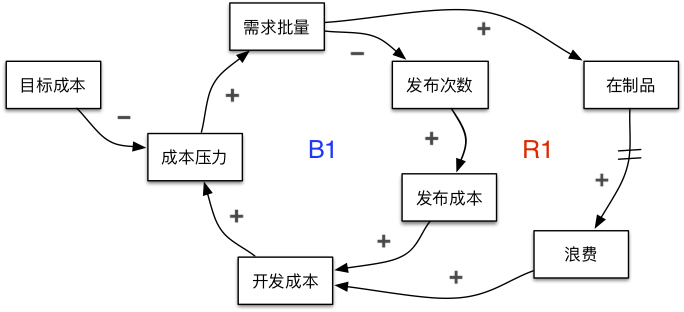 需求批量
+
−
目标成本
发布次数
在制品
−
+
+
成本压力
B1
R1
+
发布成本
+
+
浪费
开发成本
+
+